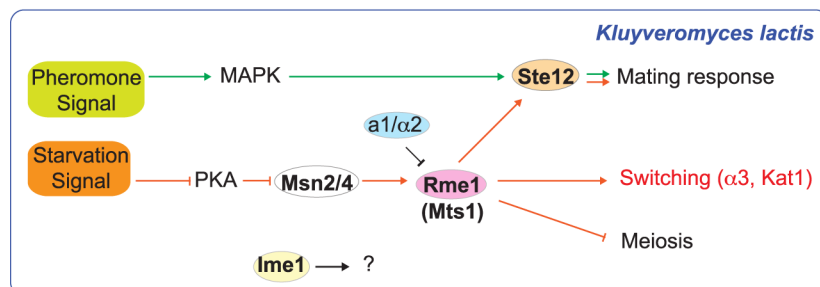 Kluyveromyces lactis
Pheromone
Signal
MAPK
Ste12
Mating response
a1/α2
Starvation
Signal
PKA
Msn2/4
Rme1
(Mts1)
Switching (α3, Kat1)
Meiosis
Ime1
?